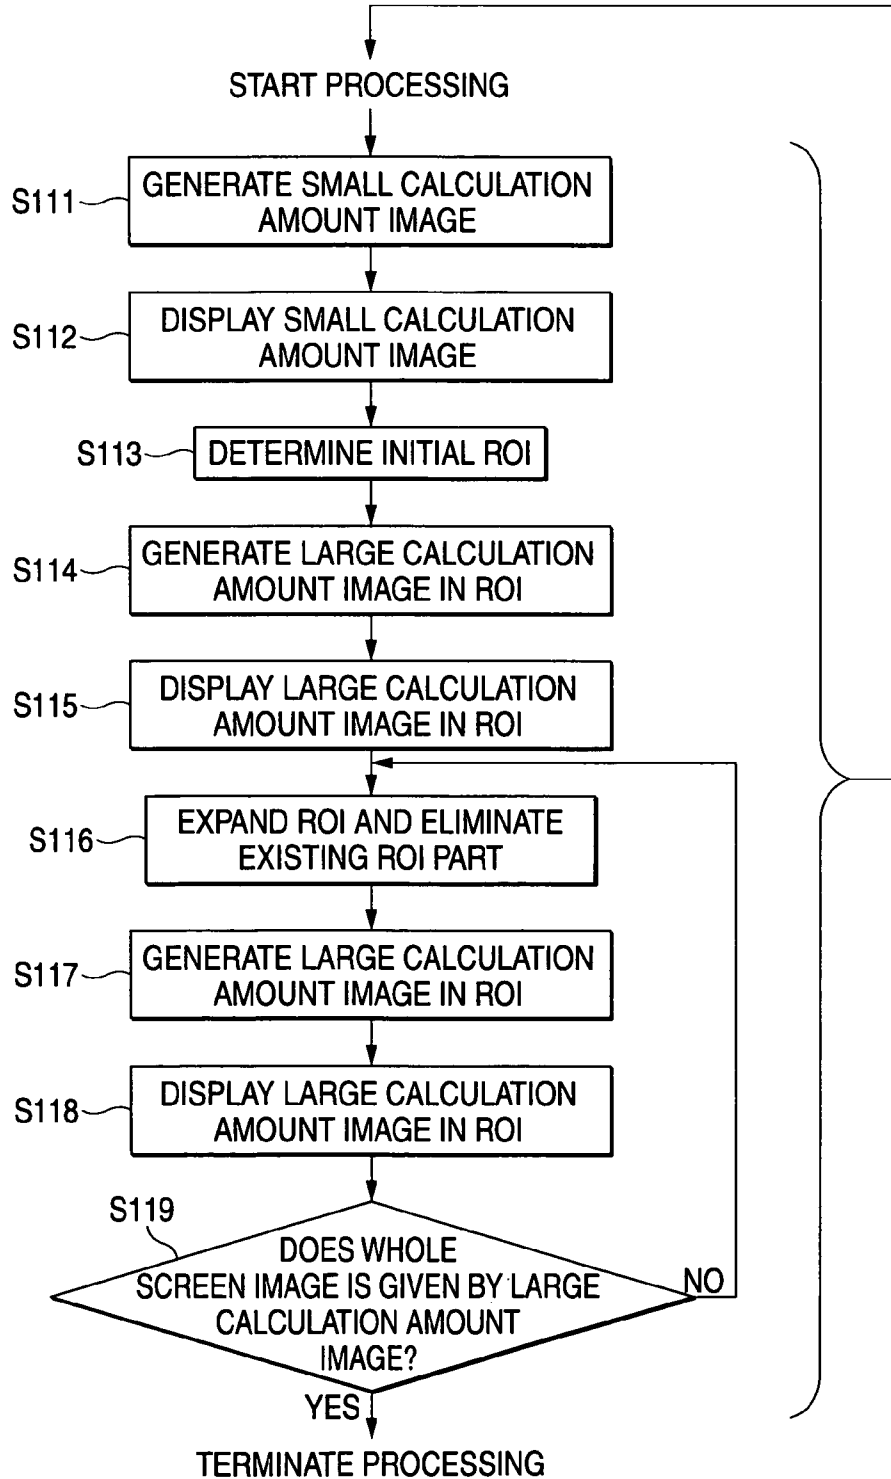 START PROCESSING
S111
GENERATE SMALL CALCULATION
AMOUNT IMAGE
S112
DISPLAY SMALL CALCULATION
AMOUNT IMAGE
S113
DETERMINE INITIAL ROI
S114
GENERATE LARGE CALCULATION
AMOUNT IMAGE IN ROI
S115
DISPLAY LARGE CALCULATION
AMOUNT IMAGE IN ROI
S116
EXPAND ROI AND ELIMINATE
EXISTING ROI PART
S117
GENERATE LARGE CALCULATION
AMOUNT IMAGE IN ROI
S118
DISPLAY LARGE CALCULATION
AMOUNT IMAGE IN ROI
S119
DOES WHOLE
SCREEN IMAGE IS GIVEN BY LARGE
CALCULATION AMOUNT
IMAGE?
NO
YES
TERMINATE PROCESSING